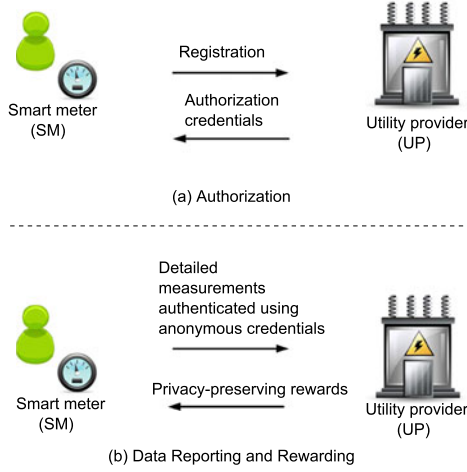 Registration
Authorization
credentials
Smart meter
(SM)
Utility provider
(UP)
(a) Authorization
Detailed
measurements
authenticated using
anonymous credentials
Privacy-preserving rewards
Smart meter
(SM)
Utility provider
(UP)
(b) Data Reporting and Rewarding